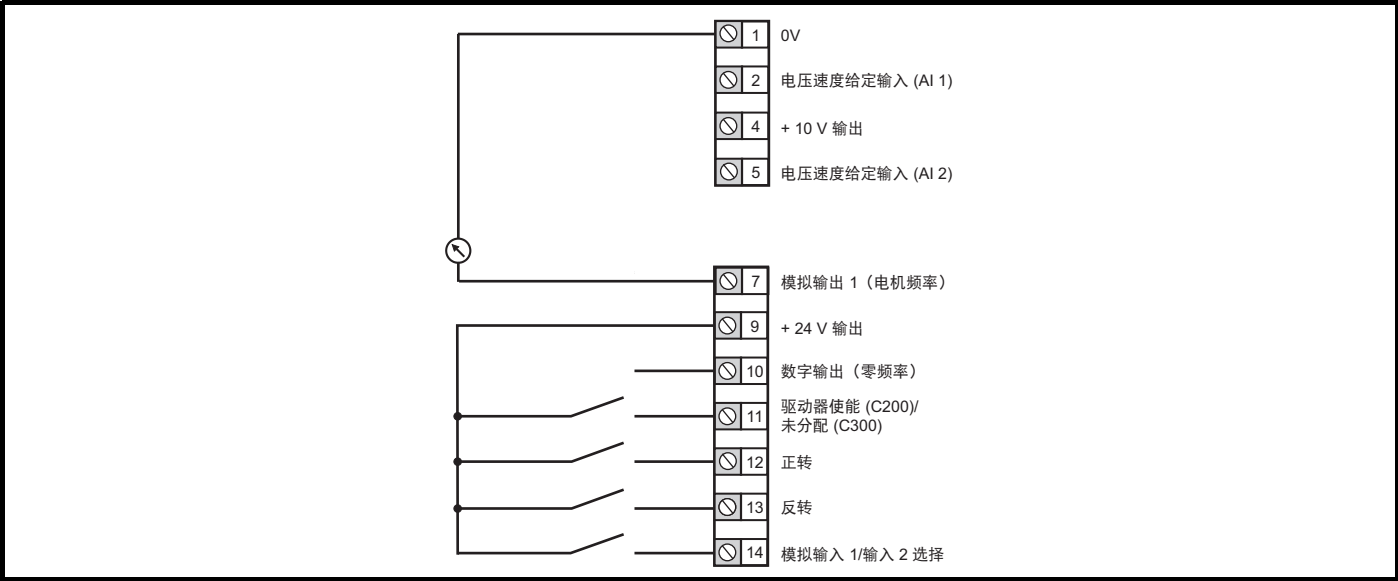 1 0V
2 电压速度给定输入 (AI 1)
4 + 10 V 输出
5 电压速度给定输入 (AI 2)
7 模拟输出 1（电机频率）
9 + 24 V 输出
10 数字输出（零频率）
11 驱动器使能 (C200)/
未分配 (C300)
12 正转
13 反转
14 模拟输入 1/输入 2 选择